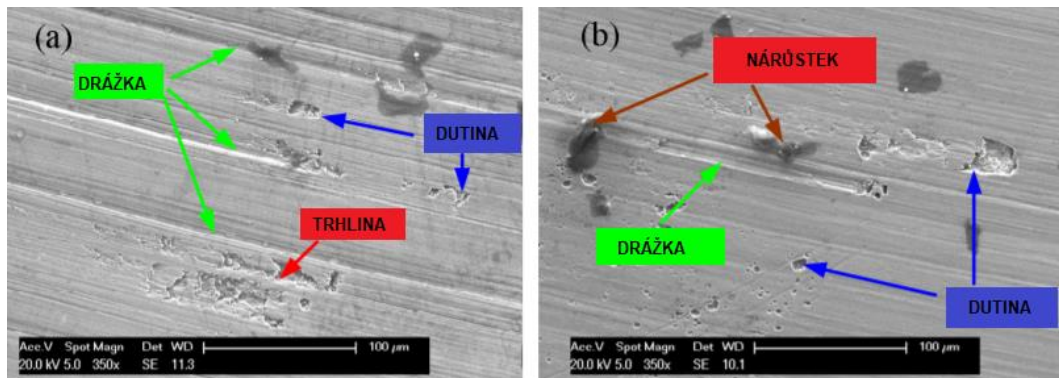 (a)
DRÁŽKA
DUTINA
TRHLINA
Acc.V Spot Magn Det WD 100 µm
20.0 kV 5.0 350x SE 11.3
(b)
NÁRŮSTEK
DRÁŽKA
DUTINA
Acc.V Spot Magn Det WD 100 µm
20.0 kV 5.0 350x SE 10.1